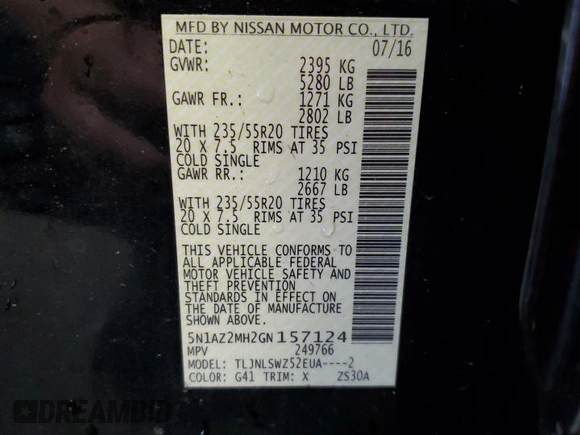 MFD BY NISSAN MOTOR CO., LTD.
DATE: 07/16
GVWR: 2395 KG
5280 LB
GAWR FR.: 1271 KG
2802 LB
WITH 235/55R20 TIRES
20 X 7.5 RIMS AT 35 PSI
COLD SINGLE
GAWR RR.: 1210 KG
2667 LB
WITH 235/55R20 TIRES
20 X 7.5 RIMS AT 35 PSI
COLD SINGLE
THIS VEHICLE CONFORMS TO
ALL APPLICABLE FEDERAL
MOTOR VEHICLE SAFETY AND
THEFT PREVENTION
STANDARDS IN EFFECT ON
THE DATE OF MANUFACTURE
SHOWN ABOVE.
5N1AZ2MH2GN157124
MPV 249766
MODEL: TLJNLSWZ52EUA----2
COLOR: G41 TRIM: X ZS30A
DREAMBID